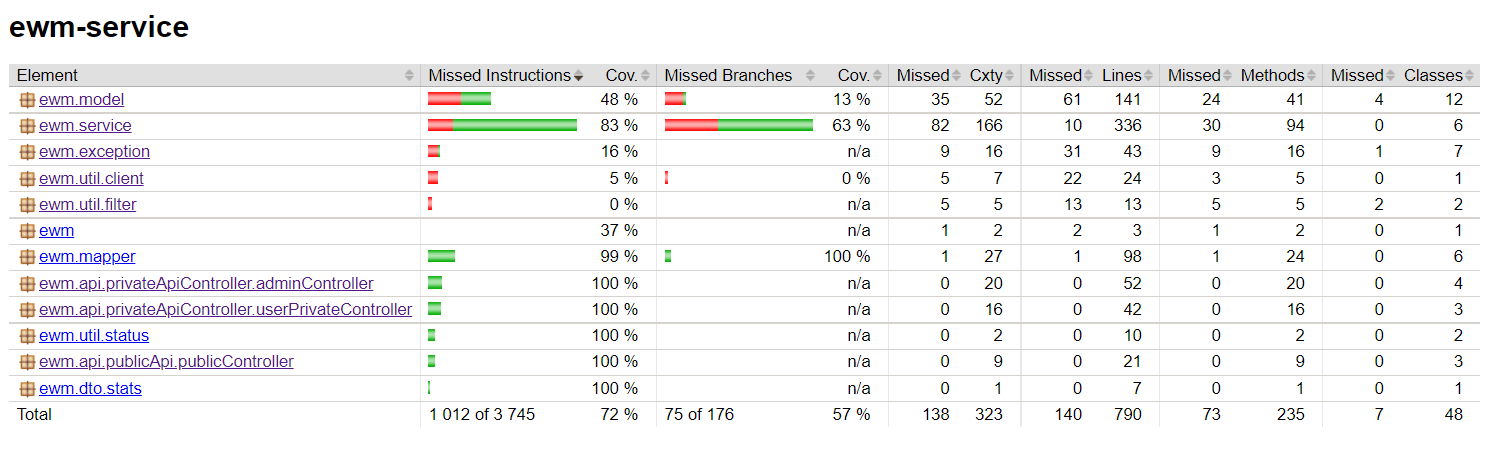 ewm-service
Element Missed Instructions Cov. Missed Branches Cov. Missed Cxty Missed Lines Missed Methods Missed Classes
ewm.model 48 % 13 % 35 52 61 141 24 41 4 12
ewm.service 83 % 63 % 82 166 10 336 30 94 0 6
ewm.exception 16 % n/a 9 16 31 43 9 16 1 7
ewm.util.client 5 % 0 % 5 7 22 24 3 5 0 1
ewm.util.filter 0 % n/a 5 5 13 13 5 5 2 2
ewm 37 % n/a 1 2 2 3 1 2 0 1
ewm.mapper 99 % 100 % 1 27 1 98 1 24 0 6
ewm.api.privateApiController.adminController 100 % n/a 0 20 0 52 0 20 0 4
ewm.api.privateApiController.userPrivateController 100 % n/a 0 16 0 42 0 16 0 3
ewm.util.status 100 % n/a 0 2 0 10 0 2 0 2
ewm.api.publicApi.publicController 100 % n/a 0 9 0 21 0 9 0 3
ewm.dto.stats 100 % n/a 0 1 0 7 0 1 0 1
Total 1 012 of 3 745 72 % 75 of 176 57 % 138 323 140 790 73 235 7 48